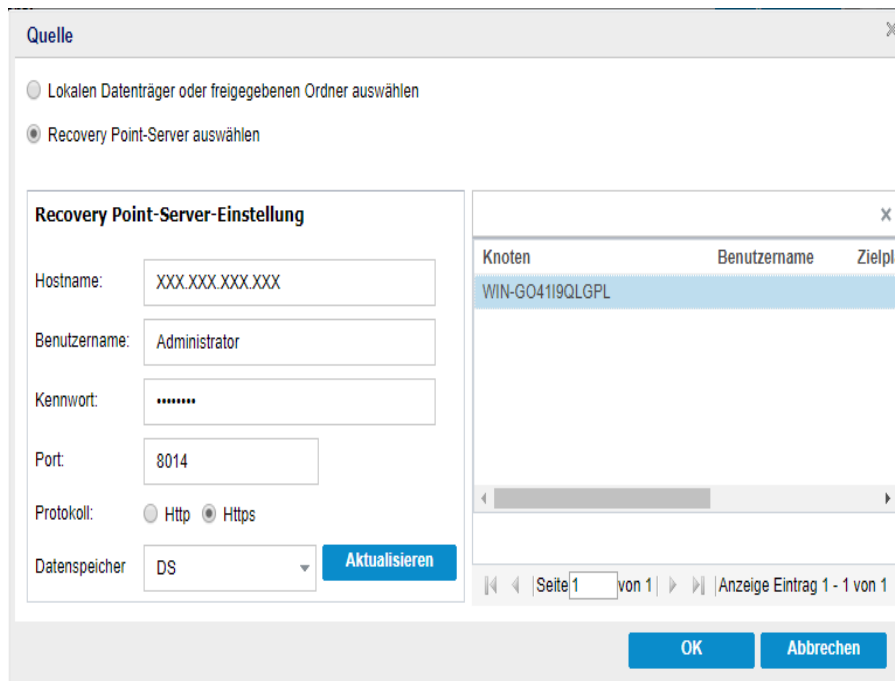 Quelle
Lokalen Datenträger oder freigegebenen Ordner auswählen
Recovery Point-Server auswählen
Recovery Point-Server-Einstellung
Hostname: XXX.XXX.XXX.XXX
Benutzername: Administrator
Kennwort: ••••••••
Port: 8014
Protokoll: Http Https
Datenspeicher DS Aktualisieren
Knoten Benutzername Zielpl
WIN-GO41I9QLGPL
Seite 1 von 1 Anzeige Eintrag 1 - 1 von 1
OK Abbrechen